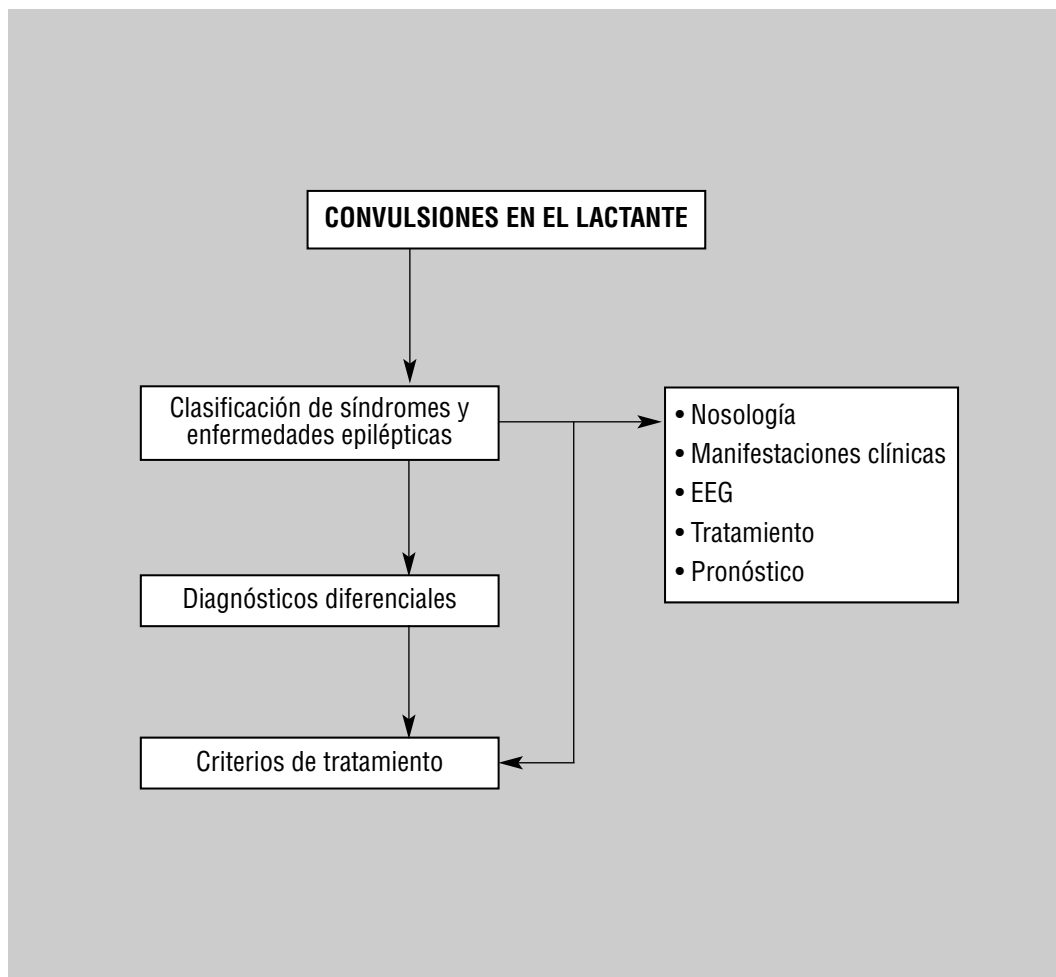 CONVULSIONES EN EL LACTANTE
Clasificación de síndromes y
enfermedades epilépticas
• Nosología
• Manifestaciones clínicas
• EEG
• Tratamiento
• Pronóstico
Diagnósticos diferenciales
Criterios de tratamiento